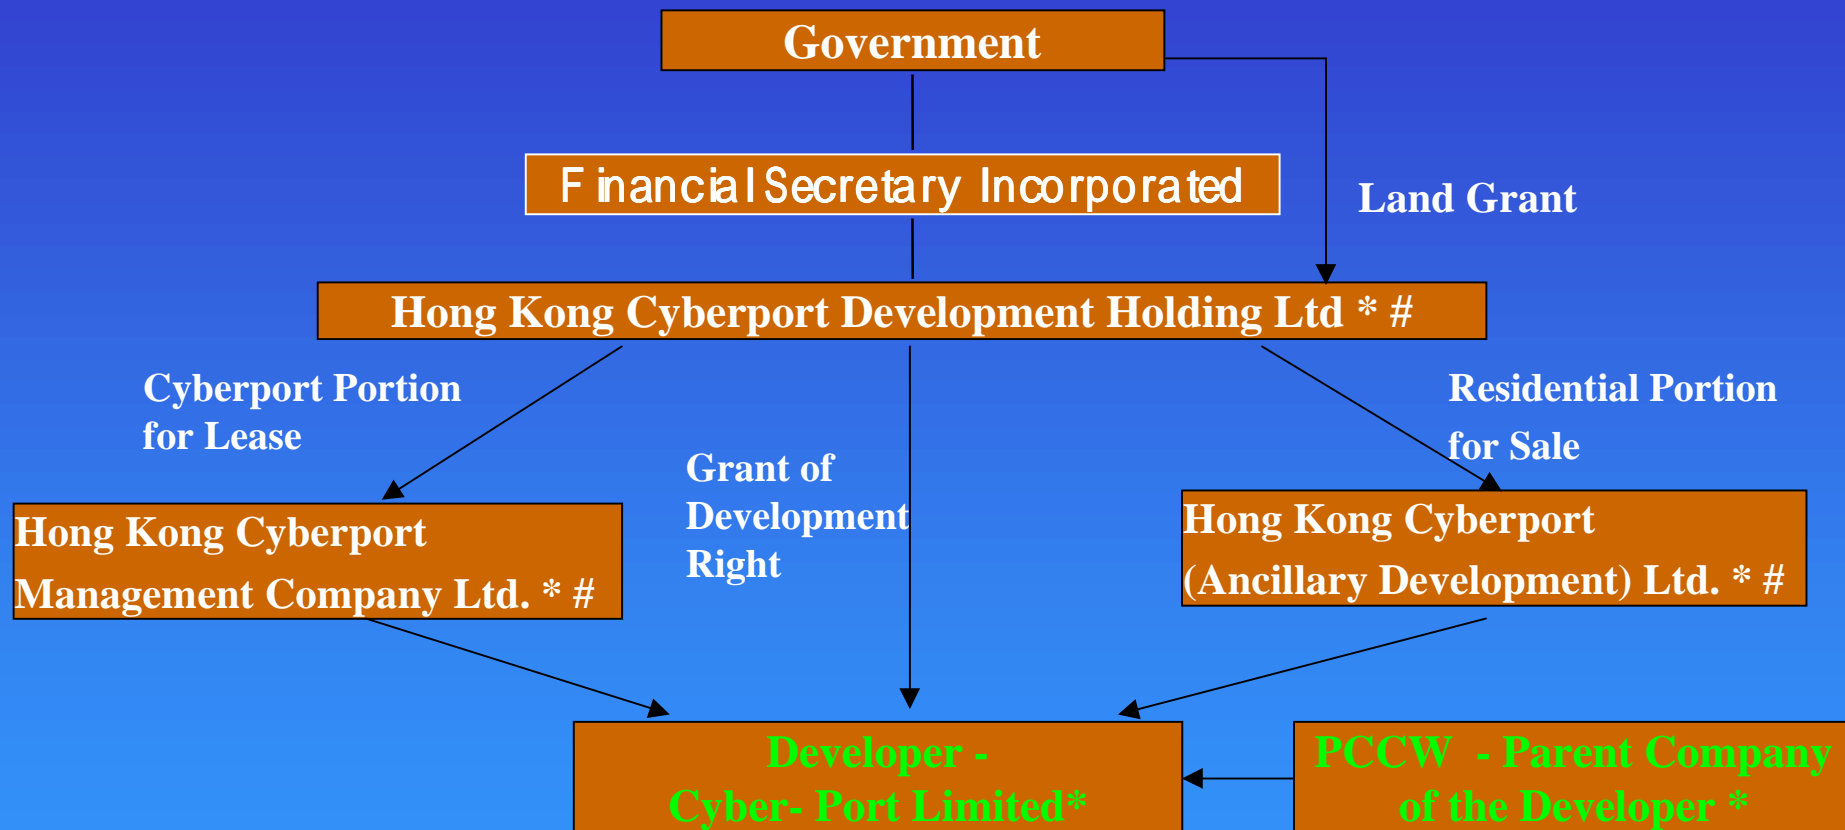 Government
Financial Secretary Incorporated
Land Grant
Hong Kong Cyberport Development Holding Ltd * #
Cyberport Portion
for Lease
Residential Portion
for Sale
Grant of
Development
Right
Hong Kong Cyberport
Management Company Ltd. * #
Hong Kong Cyberport
(Ancillary Development) Ltd. * #
Developer -
Cyber- Port Limited*
PCCW - Parent Company
of the Developer *